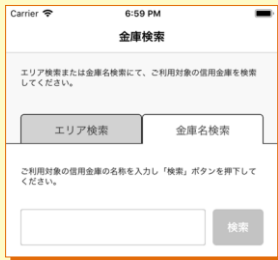 Carrier 6:59 PM
金庫検索
エリア検索または金庫名検索にて、ご利用対象の信用金庫を検索
してください。
エリア検索 金庫名検索
ご利用対象の信用金庫の名称を入力し「検索」ボタンを押下して
ください。
検索